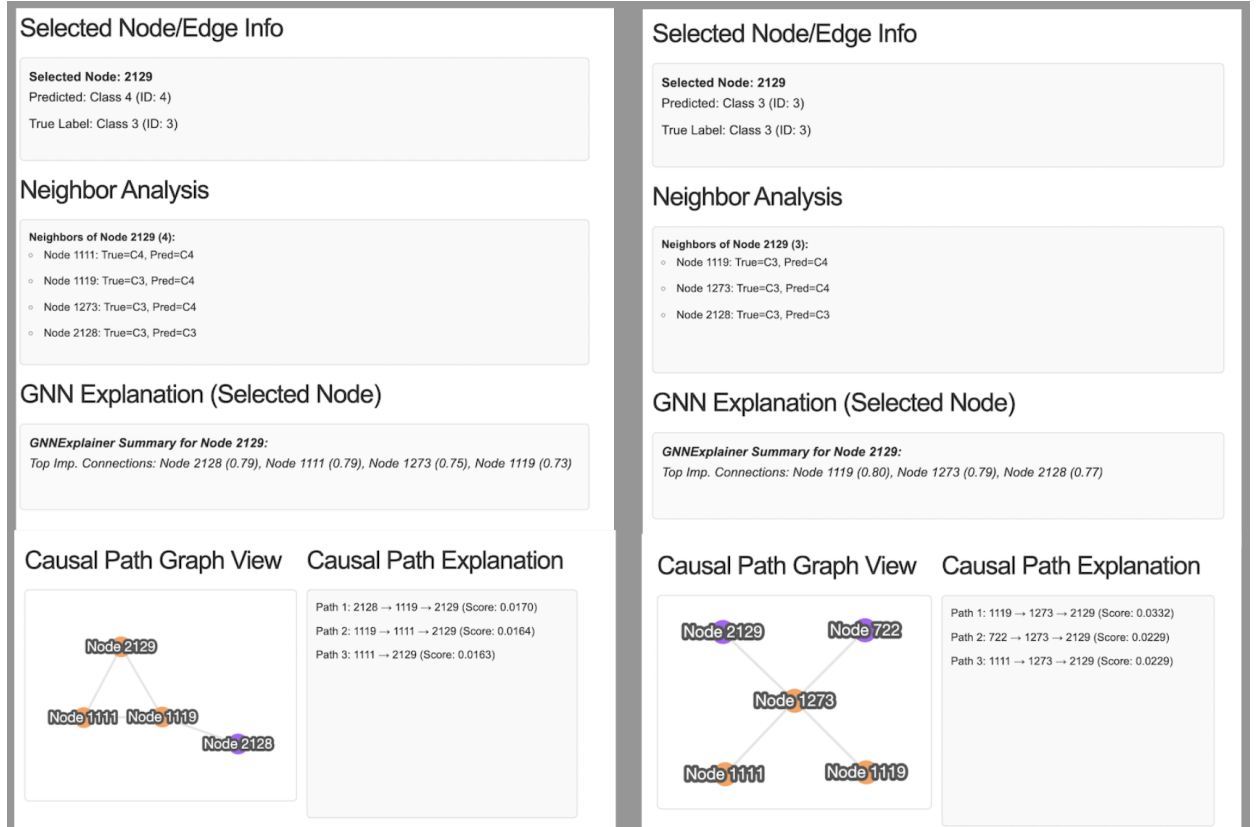 Selected Node/Edge Info
Selected Node: 2129
Predicted: Class 4 (ID: 4)
True Label: Class 3 (ID: 3)
Neighbor Analysis
Neighbors of Node 2129 (4):
Node 1111: True=C4, Pred=C4
Node 1119: True=C3, Pred=C4
Node 1273: True=C3, Pred=C4
Node 2128: True=C3, Pred=C3
GNN Explanation (Selected Node)
GNNExplainer Summary for Node 2129:
Top Imp. Connections: Node 2128 (0.79), Node 1111 (0.79), Node 1273 (0.75), Node 1119 (0.73)
Causal Path Graph View
Node 2129
Node 1111
Node 1119
Node 2128
Causal Path Explanation
Path 1: 2128 → 1119 → 2129 (Score: 0.0170)
Path 2: 1119 → 1111 → 2129 (Score: 0.0164)
Path 3: 1111 → 2129 (Score: 0.0163)
Selected Node/Edge Info
Selected Node: 2129
Predicted: Class 3 (ID: 3)
True Label: Class 3 (ID: 3)
Neighbor Analysis
Neighbors of Node 2129 (3):
Node 1119: True=C3, Pred=C4
Node 1273: True=C3, Pred=C4
Node 2128: True=C3, Pred=C3
GNN Explanation (Selected Node)
GNNExplainer Summary for Node 2129:
Top Imp. Connections: Node 1119 (0.80), Node 1273 (0.79), Node 2128 (0.77)
Causal Path Graph View
Node 2129
Node 722
Node 1273
Node 1111
Node 1119
Causal Path Explanation
Path 1: 1119 → 1273 → 2129 (Score: 0.0332)
Path 2: 722 → 1273 → 2129 (Score: 0.0229)
Path 3: 1111 → 1273 → 2129 (Score: 0.0229)